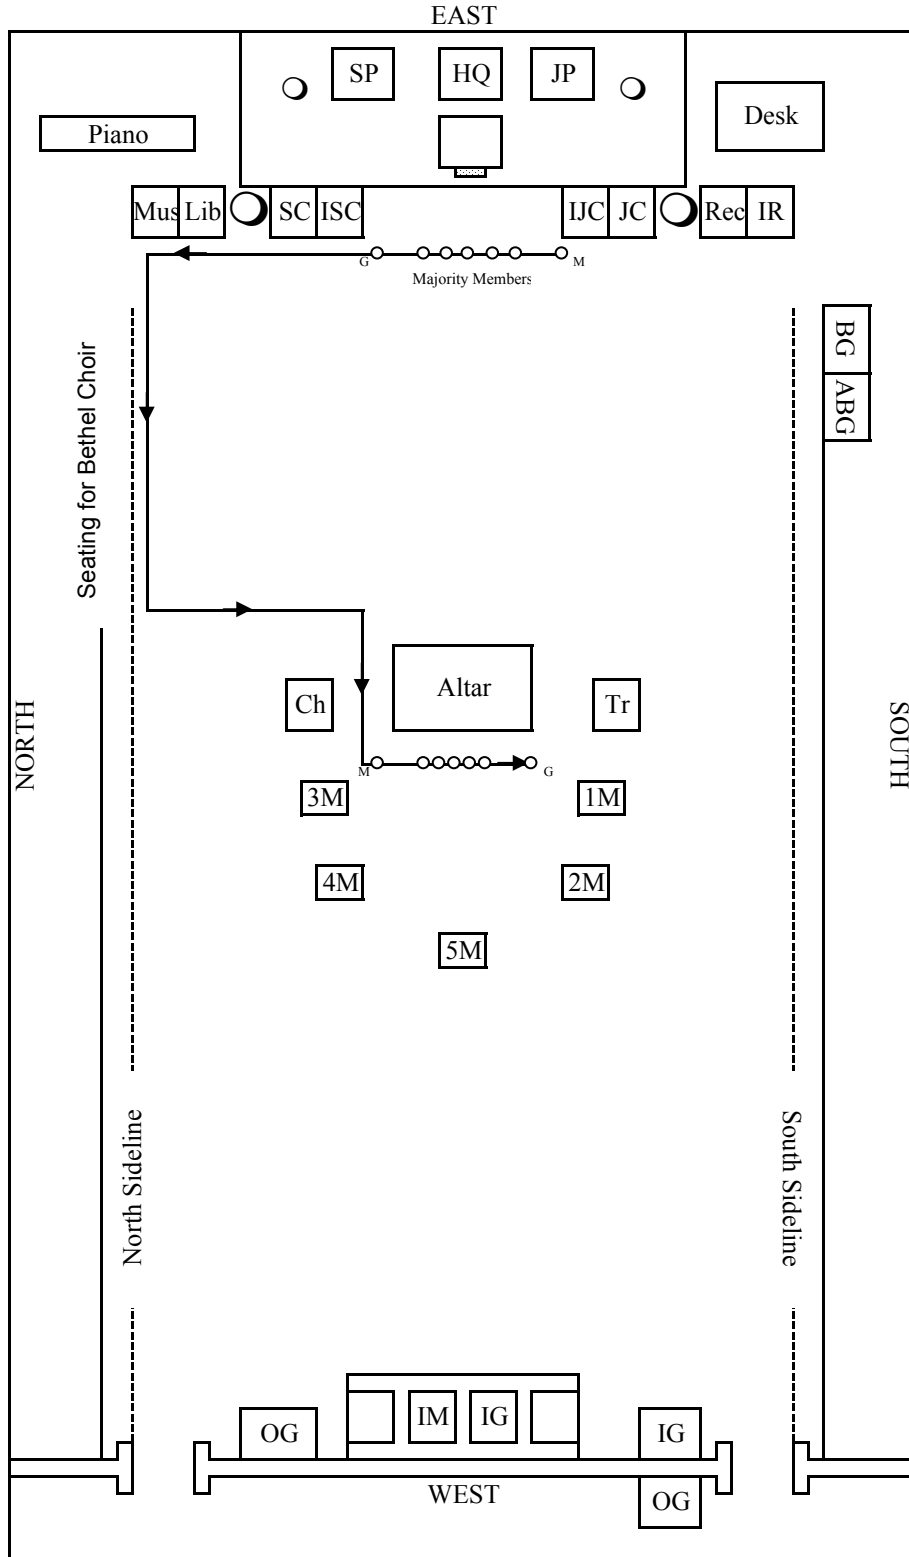 EAST
SP
HQ
JP
Desk
Piano
Mus
Lib
SC
ISC
IJC
JC
Rec
IR
G
M
Majority Members
BG
ABG
Seating for Bethel Choir
Altar
Ch
Tr
NORTH
SOUTH
M
G
3M
1M
4M
2M
5M
North Sideline
South Sideline
OG
IM
IG
IG
WEST
OG